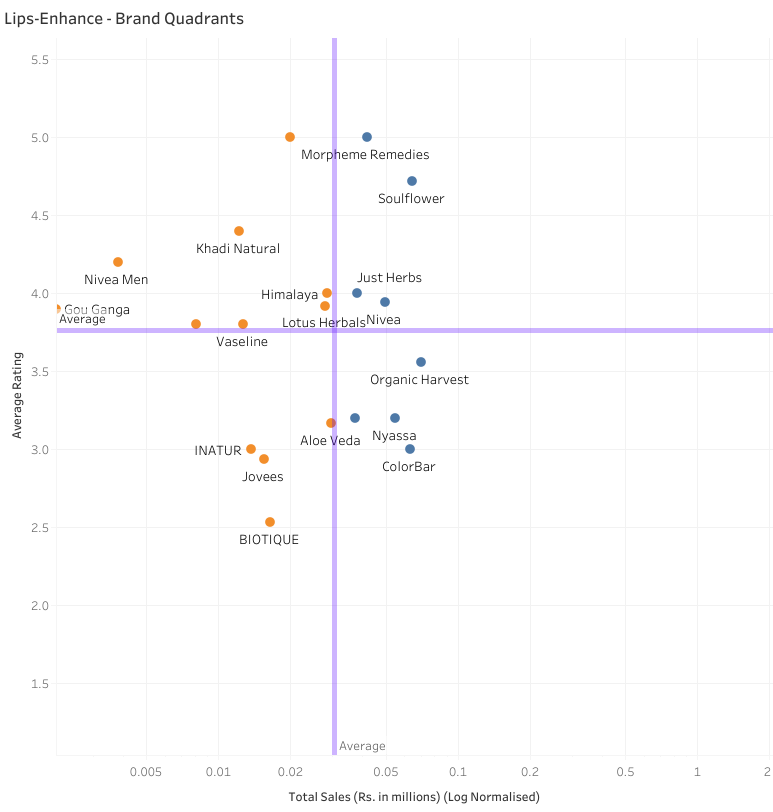 Lips-Enhance - Brand Quadrants
5.5
5.0
Morpheme Remedies
Soulflower
4.5
Khadi Natural
Nivea Men
Just Herbs
4.0
Himalaya
Gou Ganga
Average
Lotus Herbals
Nivea
Vaseline
3.5
Organic Harvest
Average Rating
Aloe Veda
Nyassa
3.0
INATUR
ColorBar
Jovees
2.5
BIOTIQUE
2.0
1.5
Average
0.005
0.01
0.02
0.05
0.1
0.2
0.5
1
2
Total Sales (Rs. in millions) (Log Normalised)